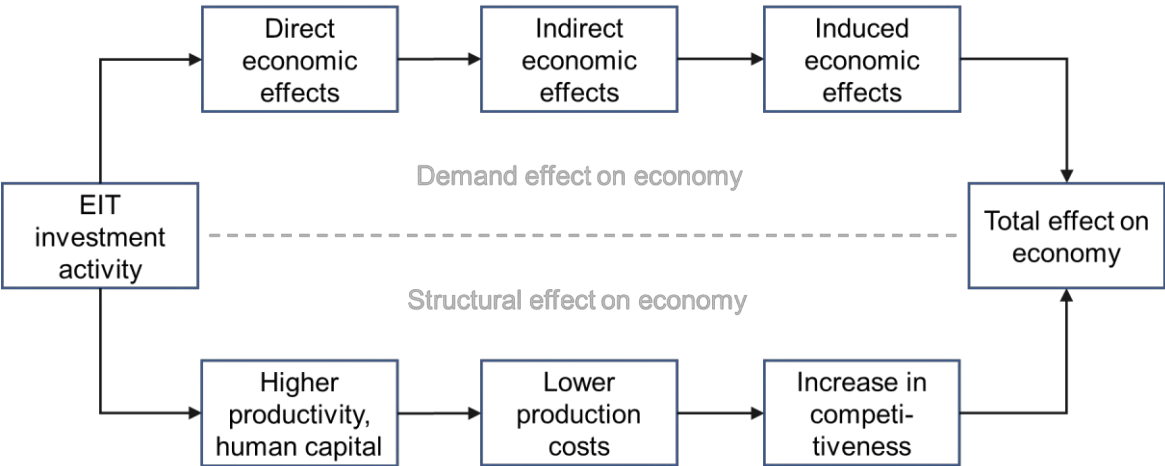 Direct
economic
effects
Indirect
economic
effects
Induced
economic
effects
Demand effect on economy
EIT
investment
activity
Total effect on
economy
Structural effect on economy
Higher
productivity,
human capital
Lower
production
costs
Increase in
competi-
tiveness